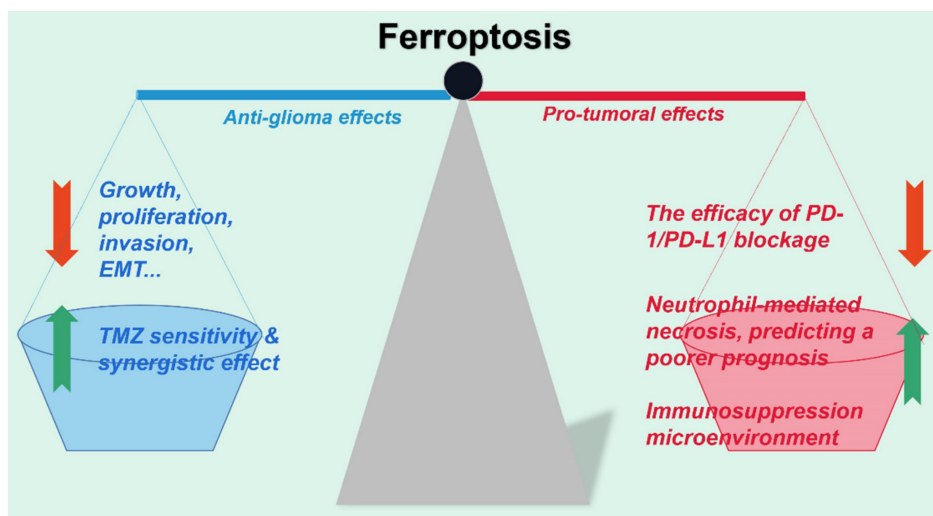 Ferroptosis
Anti-glioma effects
Pro-tumoral effects
Growth,
proliferation,
invasion,
EMT...
TMZ sensitivity &
synergistic effect
The efficacy of PD-
1/PD-L1 blockage
Neutrophil-mediated
necrosis, predicting a
poorer prognosis
Immunosuppression
microenvironment